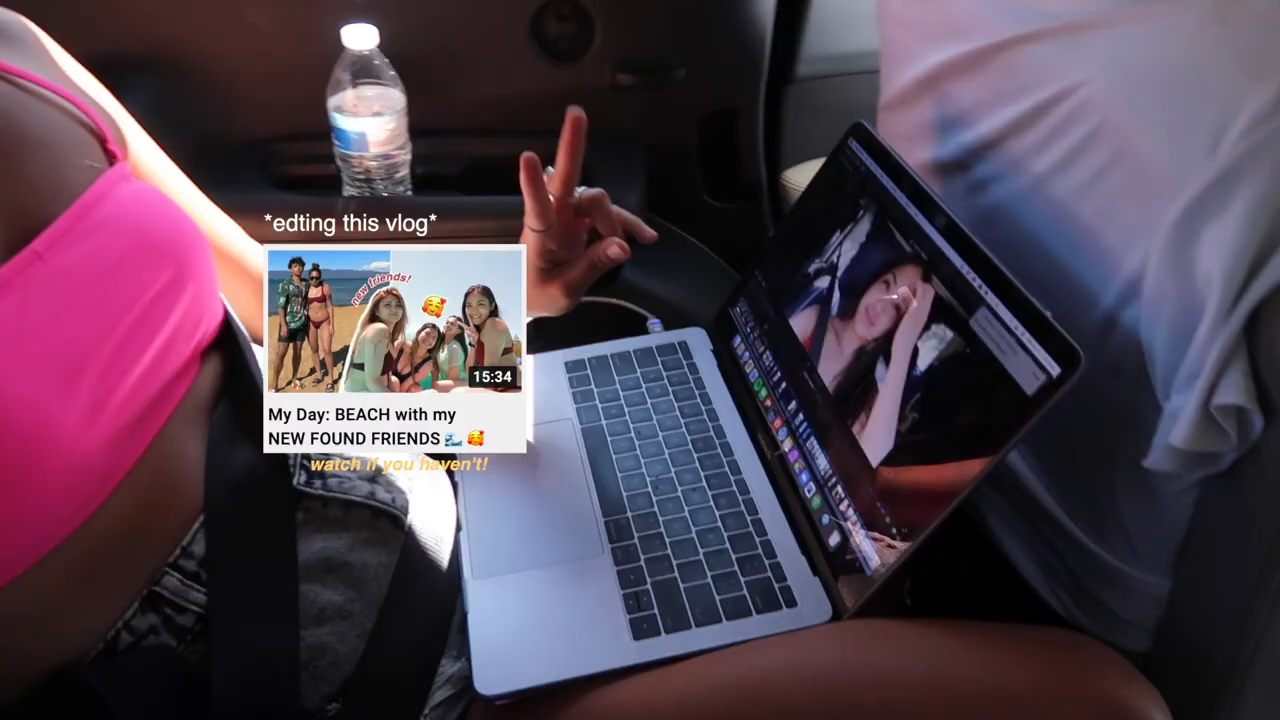 *edting this vlog*
new friends!
15:34
My Day: BEACH with my
NEW FOUND FRIENDS 🌊 🥰
watch if you haven't!